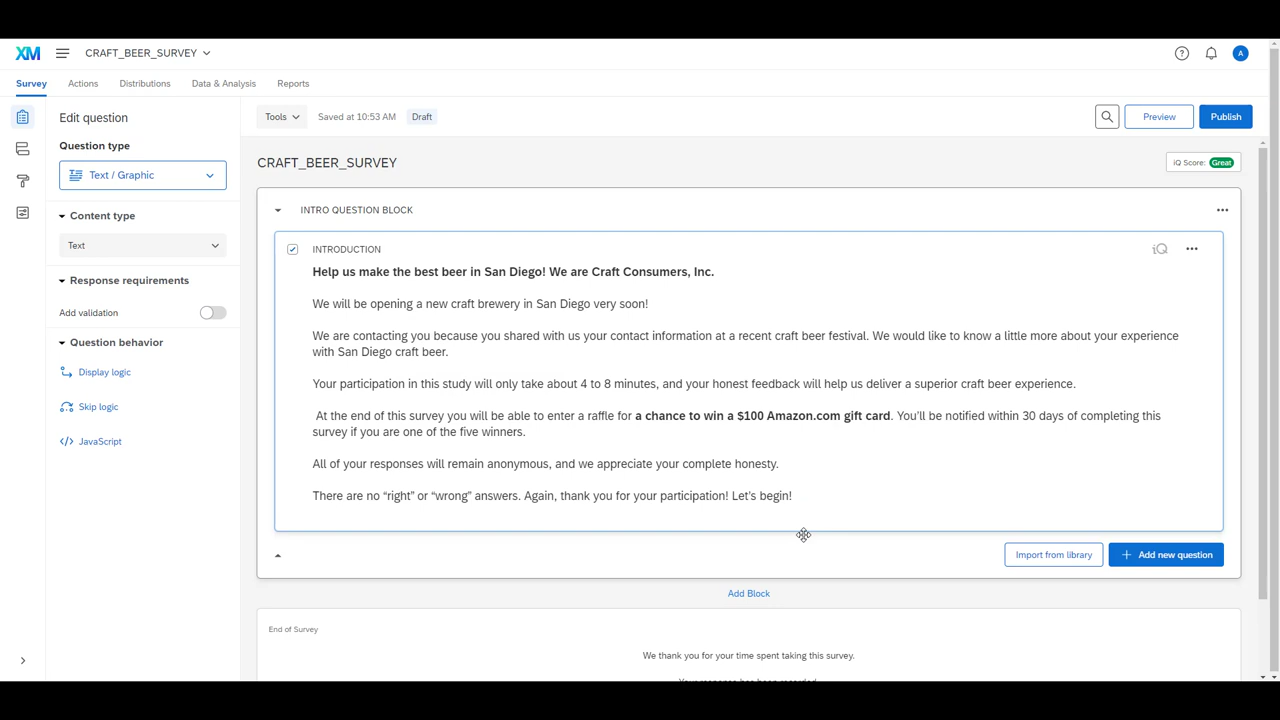 XM CRAFT_BEER_SURVEY A
Survey Actions Distributions Data & Analysis Reports
Edit question
Tools Saved at 10:53 AM Draft Preview Publish
Question type
Text / Graphic
CRAFT_BEER_SURVEY iQ Score: Great
Content type
Text
Response requirements
Add validation
Question behavior
Display logic
Skip logic
JavaScript
INTRO QUESTION BLOCK
INTRODUCTION iQ
Help us make the best beer in San Diego! We are Craft Consumers, Inc.
We will be opening a new craft brewery in San Diego very soon!
We are contacting you because you shared with us your contact information at a recent craft beer festival. We would like to know a little more about your experience
with San Diego craft beer.
Your participation in this study will only take about 4 to 8 minutes, and your honest feedback will help us deliver a superior craft beer experience.
At the end of this survey you will be able to enter a raffle for a chance to win a $100 Amazon.com gift card. You'll be notified within 30 days of completing this
survey if you are one of the five winners.
All of your responses will remain anonymous, and we appreciate your complete honesty.
There are no “right” or “wrong” answers. Again, thank you for your participation! Let's begin!
Import from library + Add new question
Add Block
End of Survey
We thank you for your time spent taking this survey.
Your response has been recorded.